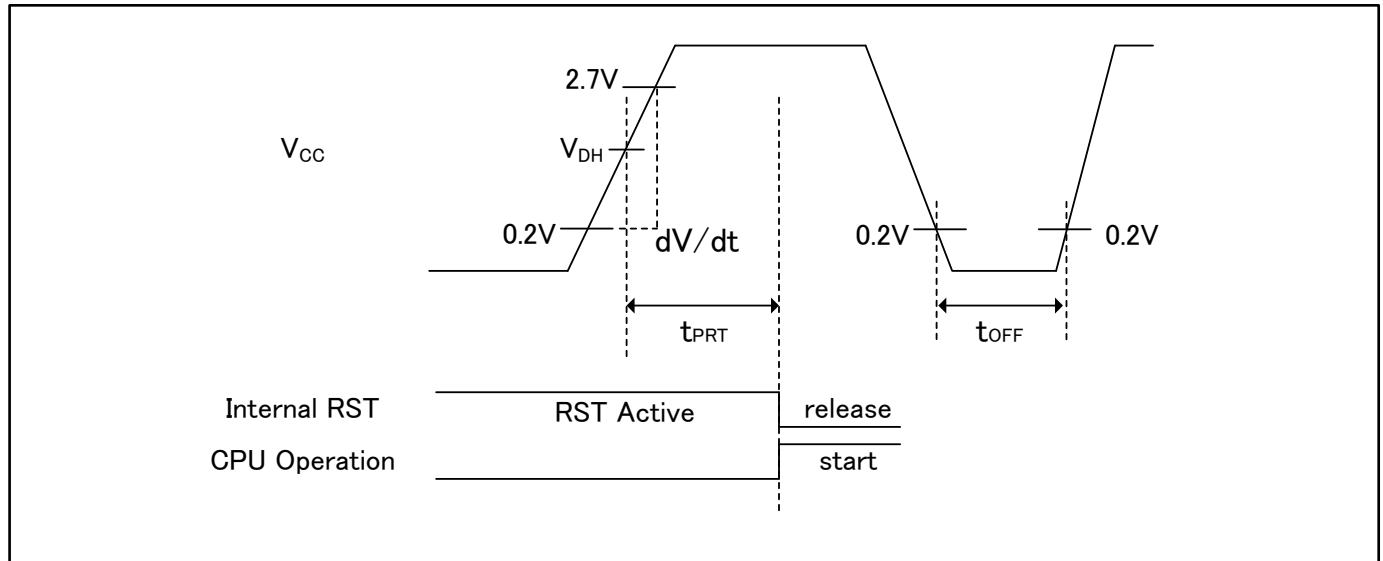 2.7V
VCC
VDH
0.2V
dV/dt
0.2V
0.2V
tPRT
tOFF
Internal RST
RST Active
release
CPU Operation
start